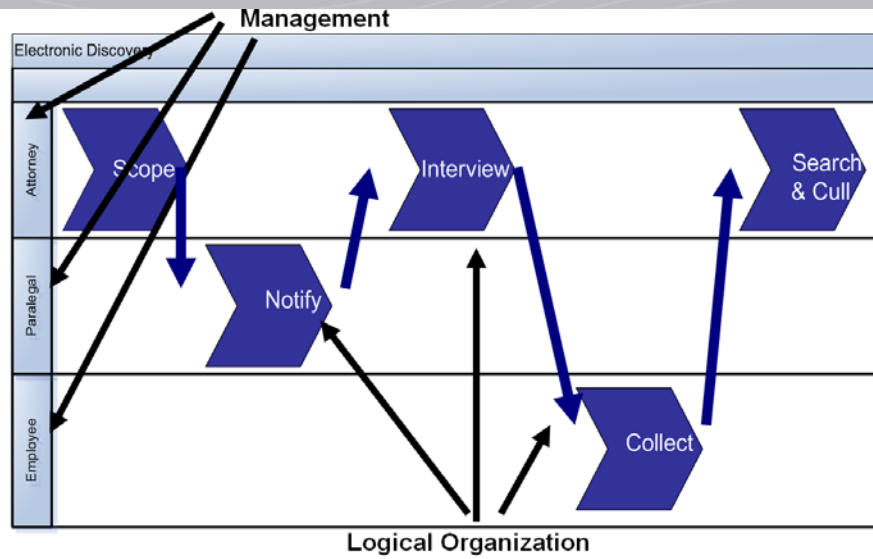 Management
Electronic Discovery
Attorney
Scope
Interview
Search
& Cull
Paralegal
Notify
Employee
Collect
Logical Organization